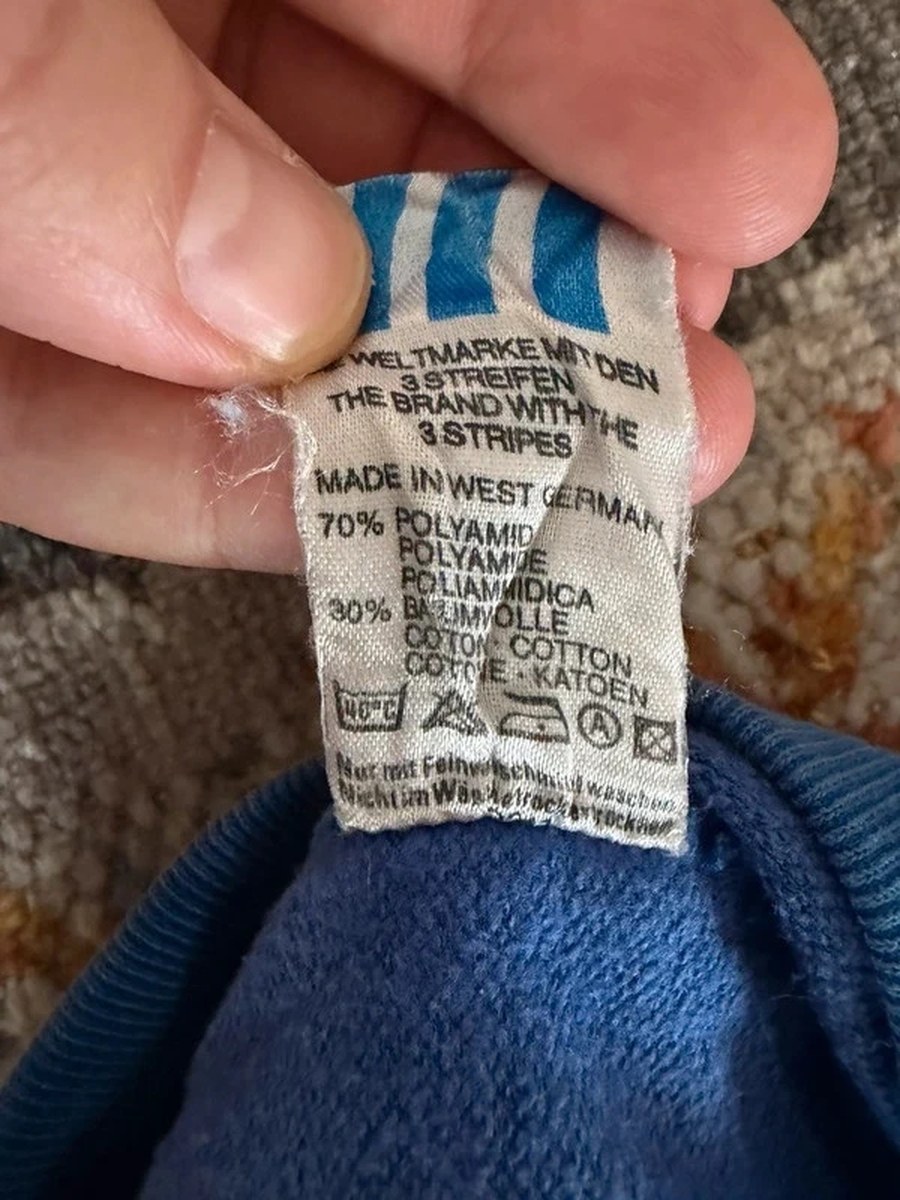 WELTMARKE MIT DEN
3 STREIFEN
THE BRAND WITH THE
3 STRIPES
MADE IN WEST GERMAN
70% POLYAMID
POLYAMIDE
POLIAMMIDICA
30% BAUMWOLLE
COTON · COTTON
COTONE · KATOEN
40°C
A
Nur mit Feinwaschmittel waschen
Nicht im Wäschetrockner trocknen